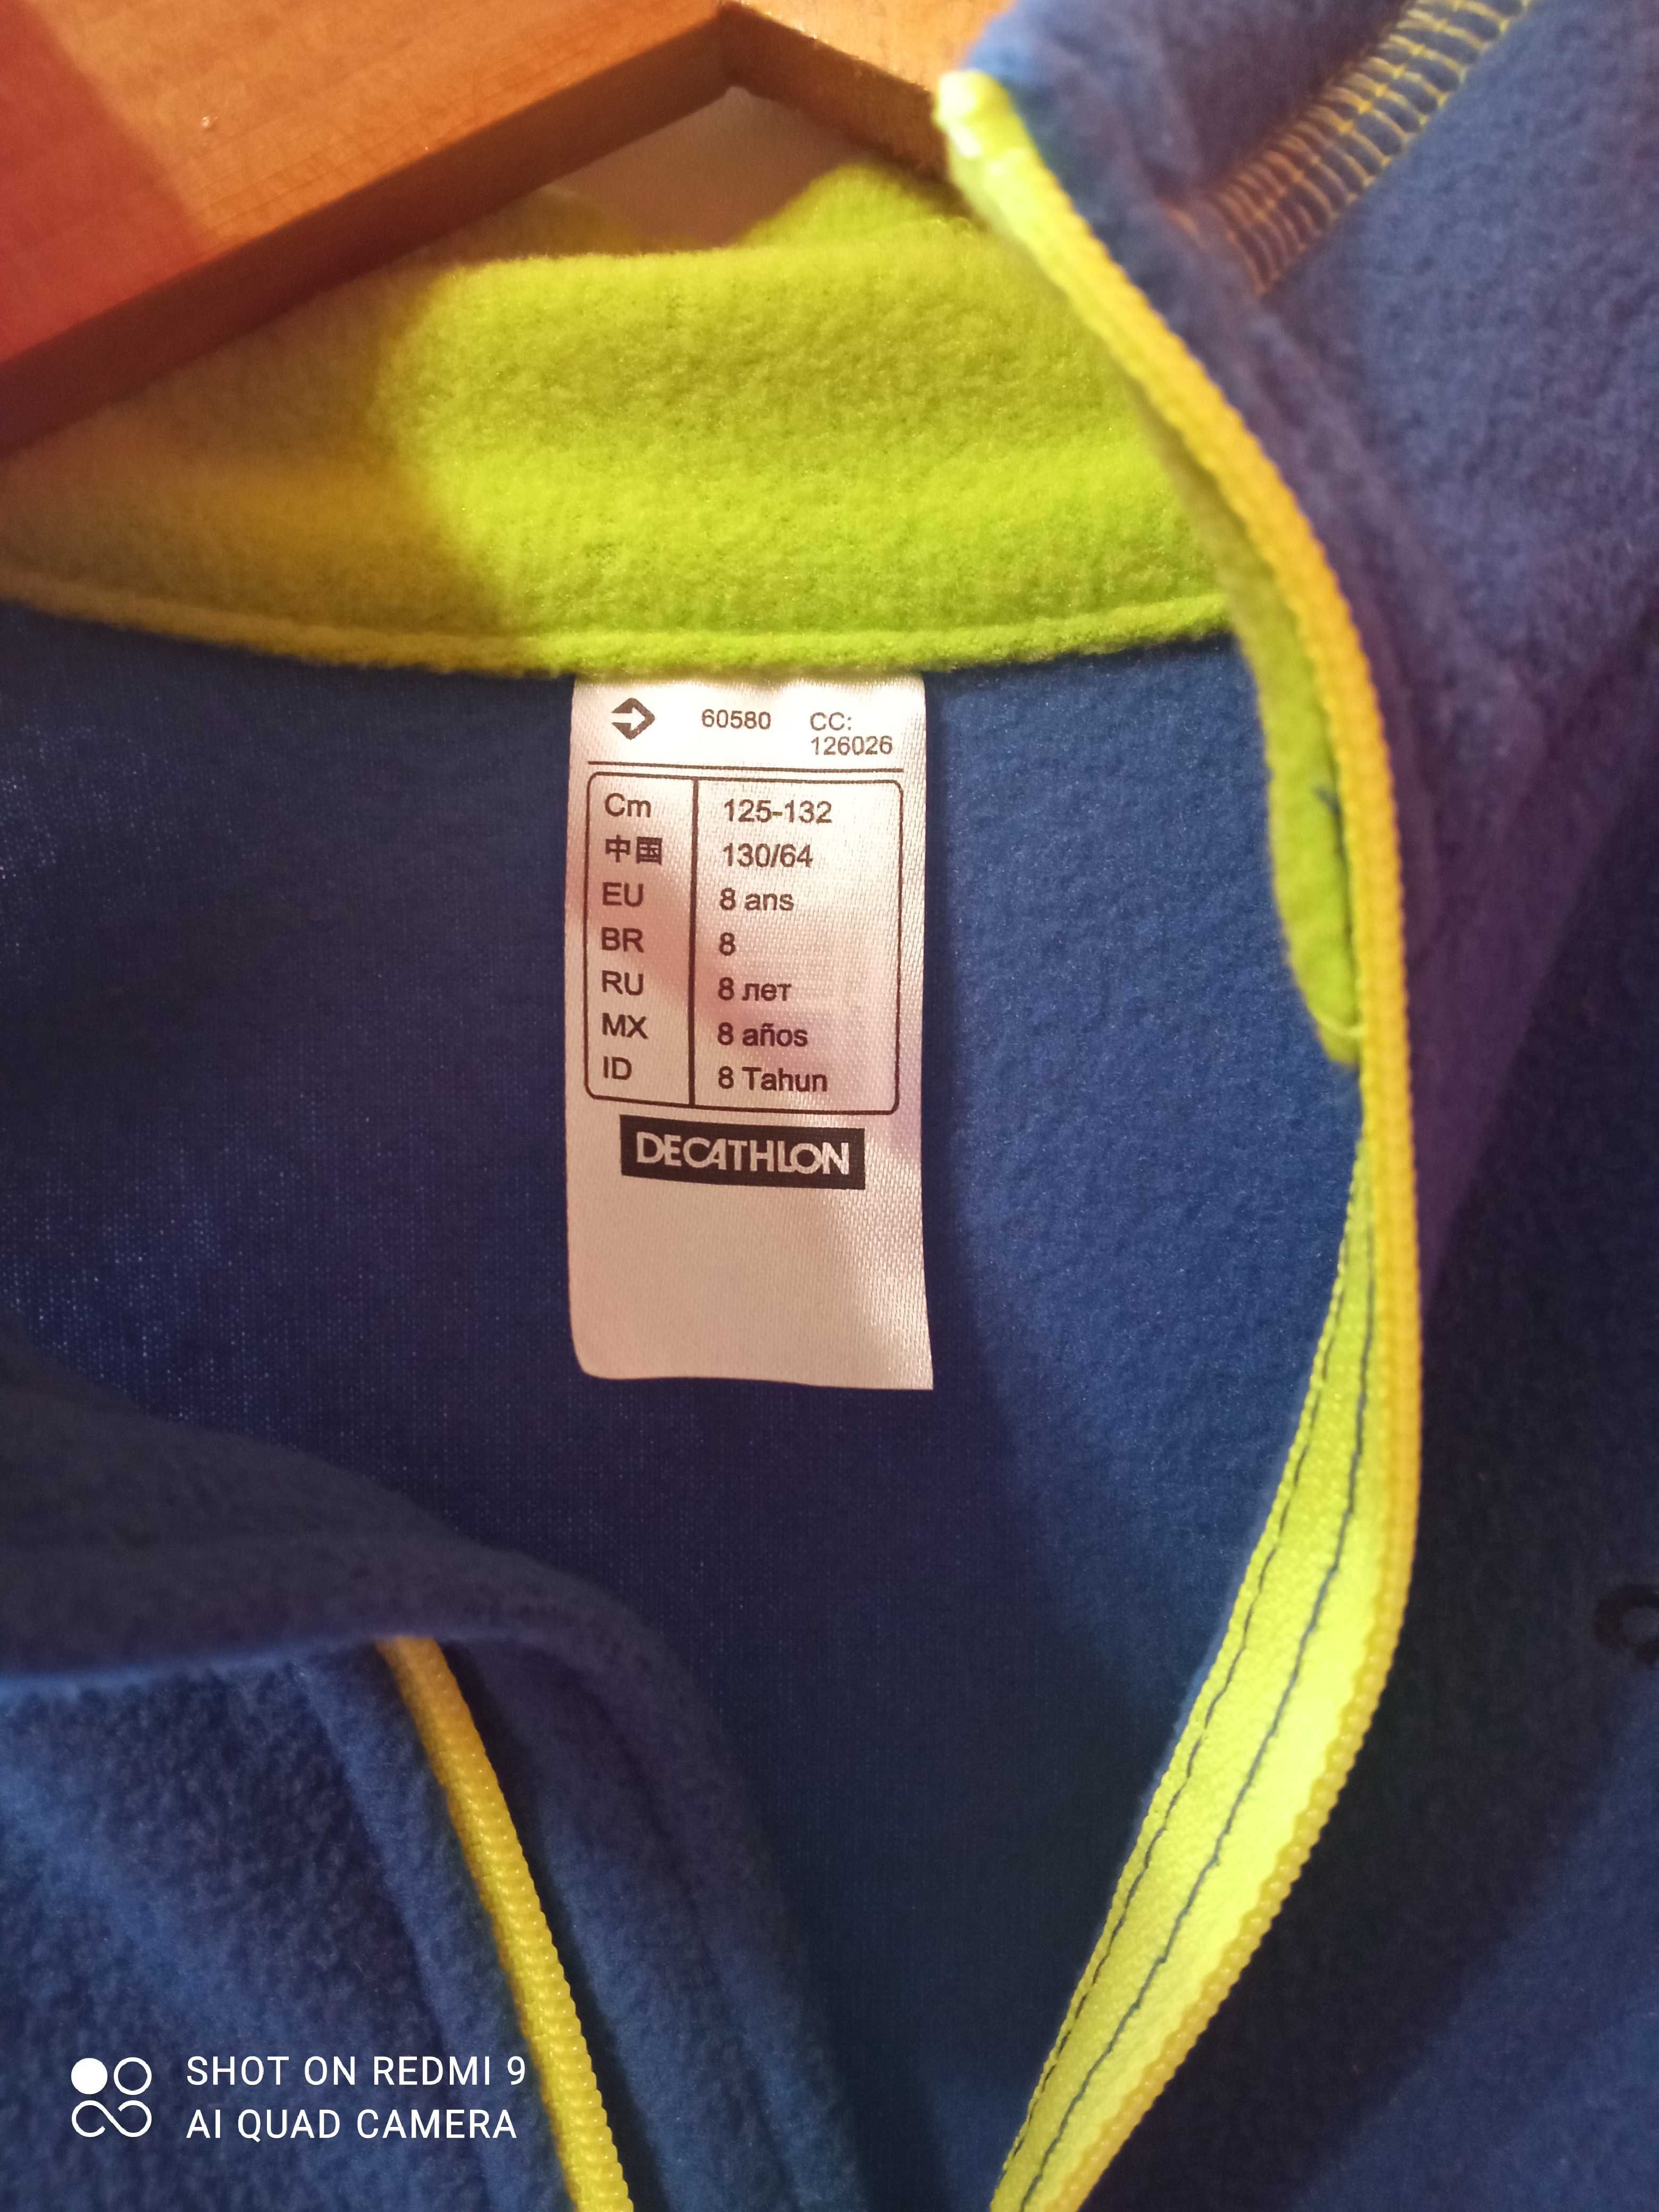 60580 CC:
126026
Cm 125-132
中国 130/64
EU 8 ans
BR 8
RU 8 лет
MX 8 años
ID 8 Tahun
DECATHLON
SHOT ON REDMI 9
AI QUAD CAMERA